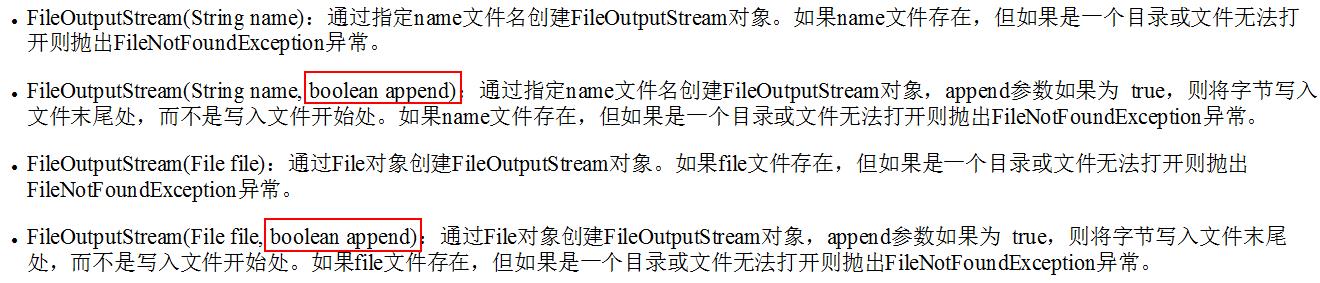 • FileOutputStream(String name)：通过指定name文件名创建FileOutputStream对象。如果name文件存在，但如果是一个目录或文件无法打
开则抛出FileNotFoundException异常。
• FileOutputStream(String name, boolean append)：通过指定name文件名创建FileOutputStream对象，append参数如果为 true，则将字节写入
文件末尾处，而不是写入文件开始处。如果name文件存在，但如果是一个目录或文件无法打开则抛出FileNotFoundException异常。
• FileOutputStream(File file)：通过File对象创建FileOutputStream对象。如果file文件存在，但如果是一个目录或文件无法打开则抛出
FileNotFoundException异常。
• FileOutputStream(File file, boolean append)：通过File对象创建FileOutputStream对象，append参数如果为 true，则将字节写入文件末尾
处，而不是写入文件开始处。如果file文件存在，但如果是一个目录或文件无法打开则抛出FileNotFoundException异常。